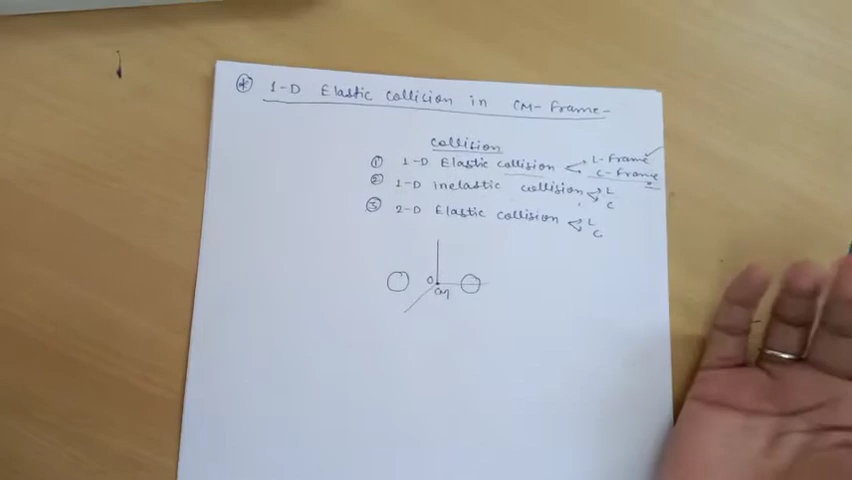 * 1-D Elastic collision in CM-Frame-
collision
① 1-D Elastic collision L-Frame
C-Frame
② 1-D Inelastic collision L
C
③ 2-D Elastic collision L
C
O
CM